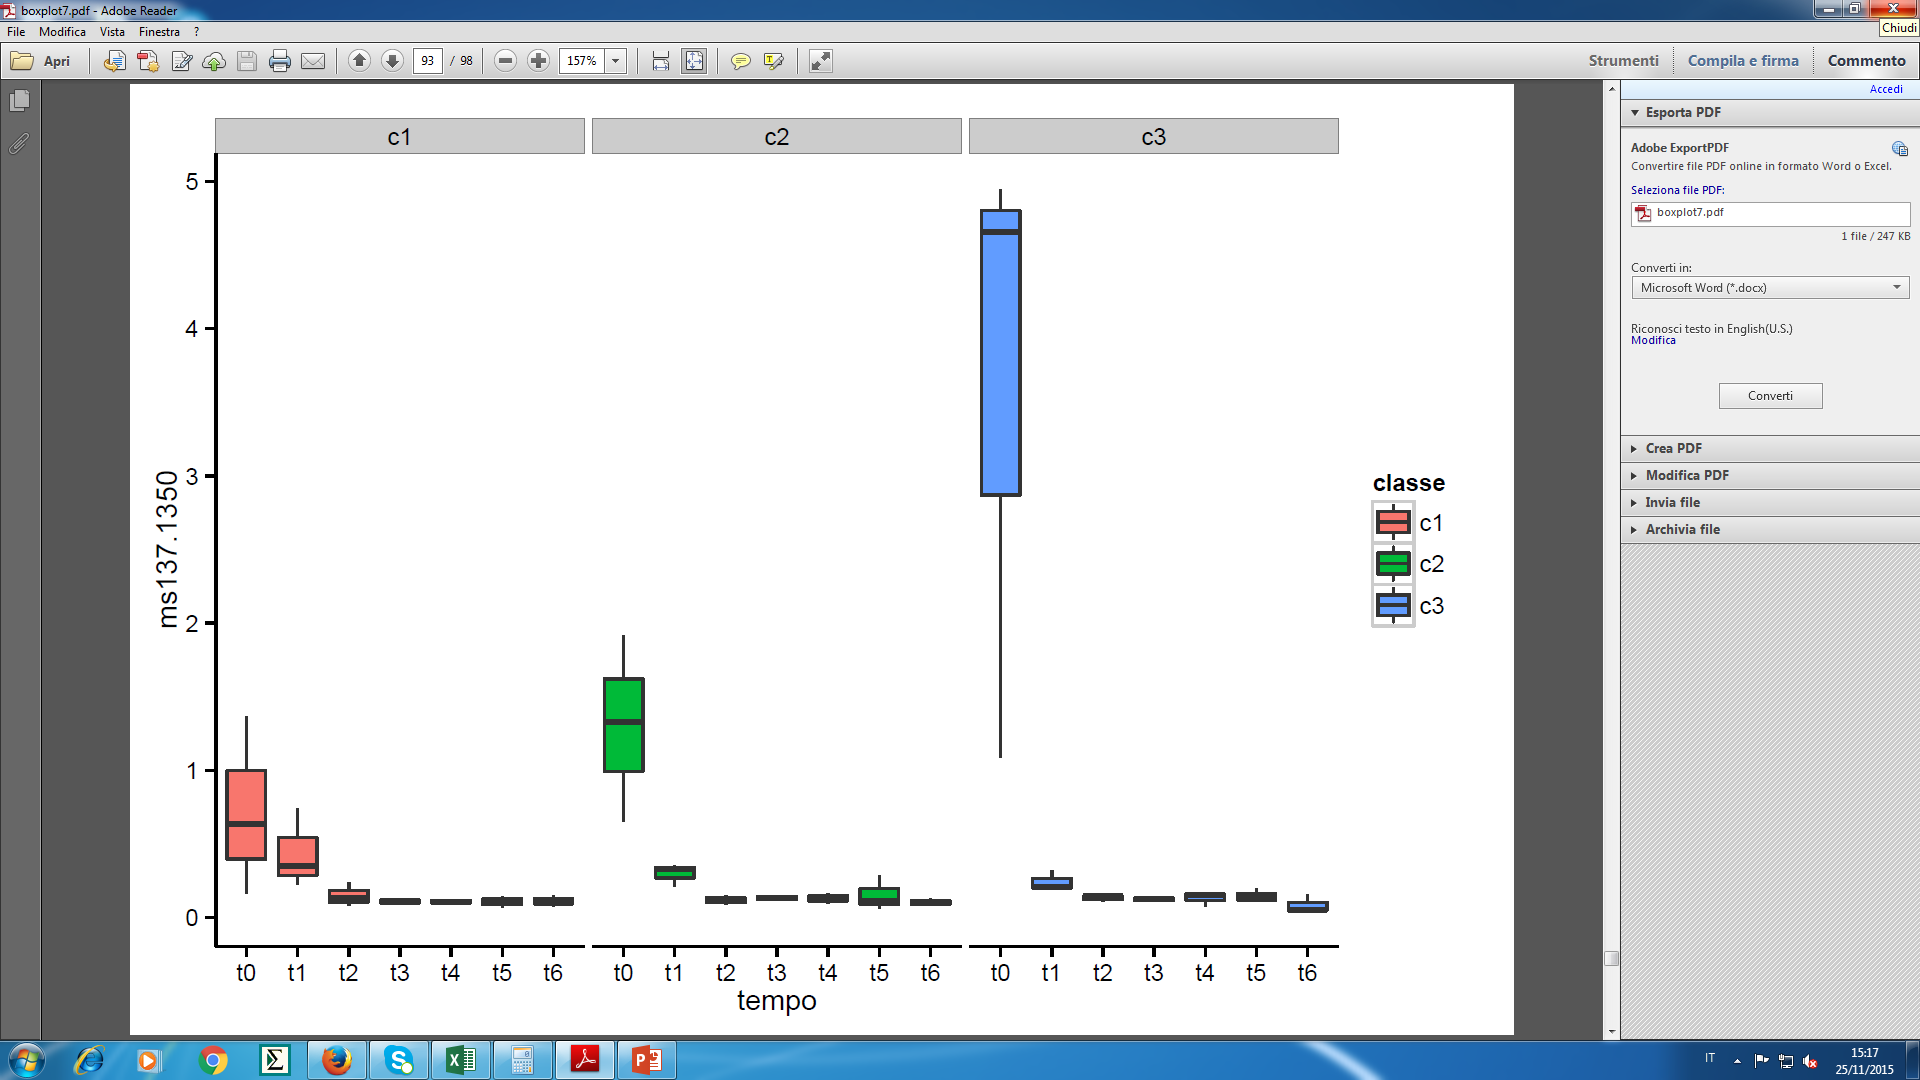 boxplot7.pdf - Adobe Reader
Chiudi
File Modifica Vista Finestra ?
Apri 93 / 98 157% Strumenti Compila e firma Commento
Accedi
c1 c2 c3
5
4
3
2
1
0
ms137.1350
t0 t1 t2 t3 t4 t5 t6 t0 t1 t2 t3 t4 t5 t6 t0 t1 t2 t3 t4 t5 t6
tempo
classe
c1
c2
c3
Esporta PDF
Adobe ExportPDF
Convertire file PDF online in formato Word o Excel.
Seleziona file PDF:
boxplot7.pdf
1 file / 247 KB
Converti in:
Microsoft Word (*.docx)
Riconosci testo in English(U.S.)
Modifica
Converti
Crea PDF
Modifica PDF
Invia file
Archivia file
IT
15:17
25/11/2015